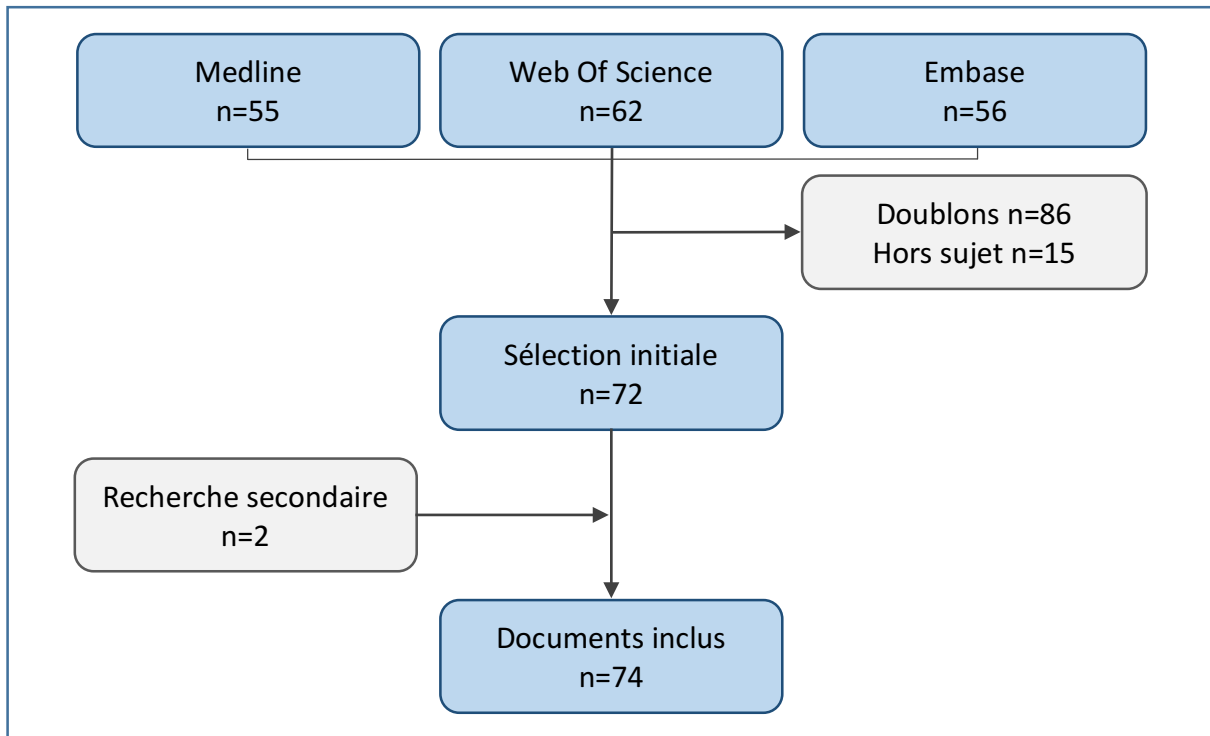 Medline
n=55
Web Of Science
n=62
Embase
n=56
Doublons n=86
Hors sujet n=15
Sélection initiale
n=72
Recherche secondaire
n=2
Documents inclus
n=74